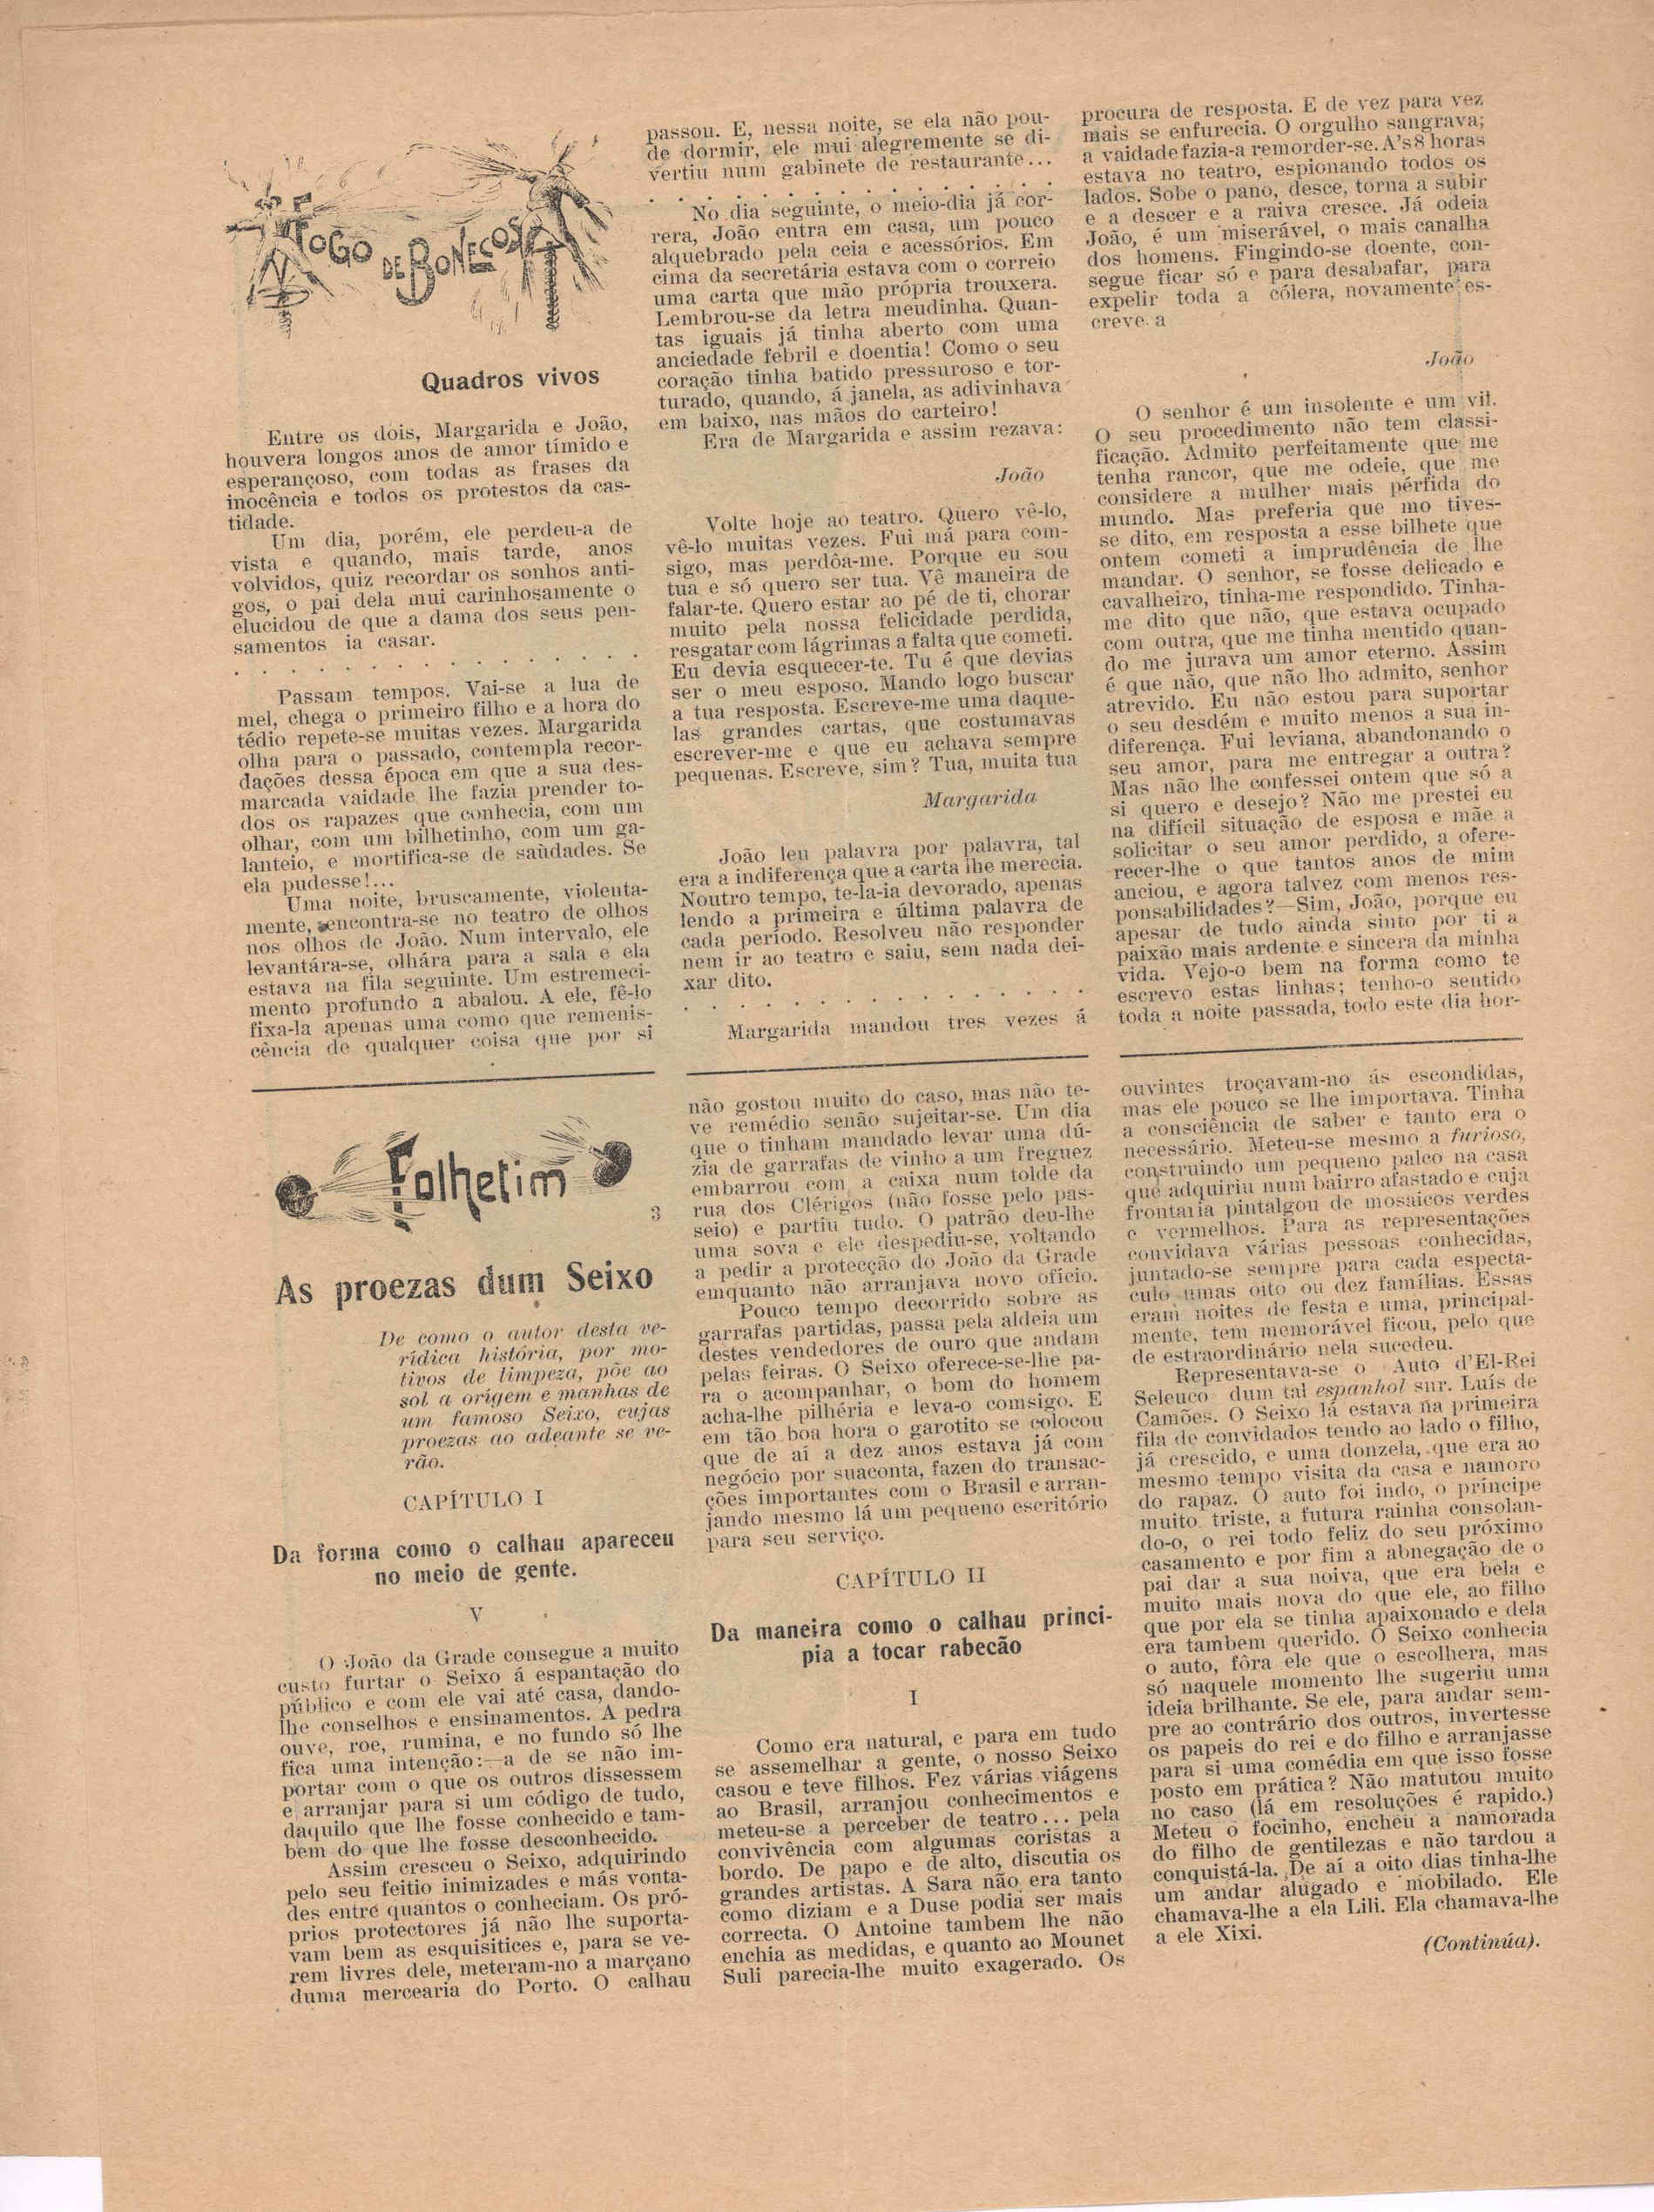 FOGO DE BONECOS
Quadros vivos
Entre os dois, Margarida e João,
houvera longos anos de amor tímido e
esperançoso, com todas as frases da
inocência e todos os protestos da cas-
tidade.
Um dia, porém, ele perdeu-a de
vista e quando, mais tarde, anos
volvidos, quiz recordar os sonhos anti-
gos, o pai dela mui carinhosamente o
elucidou de que a dama dos seus pen-
samentos ia casar.
. . . . . . . . . . . . . . .
Passam tempos. Vai-se a lua de
mel, chega o primeiro filho e a hora do
tédio repete-se muitas vezes. Margarida
olha para o passado, contempla recor-
dações dessa época em que a sua des-
marcada vaidade lhe fazia prender to-
dos os rapazes que conhecia, com um
olhar, com um bilhetinho, com um ga-
lanteio, e mortifica-se de saùdades. Se
ela pudesse!...
Uma noite, bruscamente, violenta-
mente, encontra-se no teatro de olhos
nos olhos de João. Num intervalo, ele
levantára-se, olhára para a sala e ela
estava na fila seguinte. Um estremeci-
mento profundo a abalou. A ele, fê-lo
fixa-la apenas uma como que reminis-
cência de qualquer coisa que por si
passou. E, nessa noite, se ela não pou-
de dormir, ele mui alegremente se di-
vertiu num gabinete de restaurante...
. . . . . . . . . . . . . . .
No dia seguinte, o meio-dia já cor-
rera, João entra em casa, um pouco
alquebrado pela ceia e acessórios. Em
cima da secretária estava com o correio
uma carta que mão própria trouxera.
Lembrou-se da letra meudinha. Quan-
tas iguais já tinha aberto com uma
anciedade febril e doentia! Como o seu
coração tinha batido pressuroso e tor-
turado, quando, á janela, as adivinhava
em baixo, nas mãos do carteiro!
Era de Margarida e assim rezava:
João
Volte hoje ao teatro. Quero vê-lo,
vê-lo muitas vezes. Fui má para com-
sigo, mas perdôa-me. Porque eu sou
tua e só quero ser tua. Vê maneira de
falar-te. Quero estar ao pé de ti, chorar
muito pela nossa felicidade perdida,
resgatar com lágrimas a falta que cometi.
Eu devia esquecer-te. Tu é que devias
ser o meu esposo. Mando logo buscar
a tua resposta. Escreve-me uma daque-
las grandes cartas, que costumavas
escrever-me e que eu achava sempre
pequenas. Escreve, sim? Tua, muita tua
Margarida
João leu palavra por palavra, tal
era a indiferença que a carta lhe merecia.
Noutro tempo, te-la-ia devorado, apenas
lendo a primeira e última palavra de
cada período. Resolveu não responder
nem ir ao teatro e saiu, sem nada dei-
xar dito.
. . . . . . . . . . . . . . .
Margarida mandou tres vezes á
procura de resposta. E de vez para vez
mais se enfurecia. O orgulho sangrava;
a vaidade fazia-a remorder-se. A's 8 horas
estava no teatro, espionando todos os
lados. Sobe o pano, desce, torna a subir
e a descer e a raiva cresce. Já odeia
João, é um miserável, o mais canalha
dos homens. Fingindo-se doente, con-
segue ficar só e para desabafar, para
expelir toda a cólera, novamente es-
creve a
João
O senhor é um insolente e um vil.
O seu procedimento não tem classi-
ficação. Admito perfeitamente que me
tenha rancor, que me odeie, que me
considere a mulher mais pérfida do
mundo. Mas preferia que mo tives-
se dito, em resposta a esse bilhete que
ontem cometi a imprudência de lhe
mandar. O senhor, se fosse delicado e
cavalheiro, tinha-me respondido. Tinha-
me dito que não, que estava ocupado
com outra, que me tinha mentido quan-
do me jurava um amor eterno. Assim
é que não, que não lho admito, senhor
atrevido. Eu não estou para suportar
o seu desdém e muito menos a sua in-
diferença. Fui leviana, abandonando o
seu amor, para me entregar a outra?
Mas não lhe confessei ontem que só a
si quero e desejo? Não me prestei eu
na difícil situação de esposa e mãe a
solicitar o seu amor perdido, a ofere-
recer-lhe o que tantos anos de mim
anciou, e agora talvez com menos res-
ponsabilidades?—Sim, João, porque eu
apesar de tudo ainda sinto por ti a
paixão mais ardente e sincera da minha
vida. Vejo-o bem na forma como te
escrevo estas linhas; tenho-o sentido
toda a noite passada, todo este dia hor-
Folhetim
3
As proezas dum Seixo
De como o autor desta ve-
rídica história, por mo-
tivos de limpeza, põe ao
sol a orígem e manhas de
um famoso Seixo, cujas
proezas ao adeante se ve-
rão.
CAPÍTULO I
Da forma como o calhau apareceu
no meio de gente.
V
O João da Grade consegue a muito
custo furtar o Seixo á espantação do
público e com ele vai até casa, dando-
lhe conselhos e ensinamentos. A pedra
ouve, roe, rumina, e no fundo só lhe
fica uma intenção:—a de se não im-
portar com o que os outros dissessem
e arranjar para si um código de tudo,
daquilo que lhe fosse conhecido e tam-
bem do que lhe fosse desconhecido.
Assim cresceu o Seixo, adquirindo
pelo seu feitio inimizades e más vonta-
des entre quantos o conheciam. Os pró-
prios protectores já não lhe suporta-
vam bem as esquisitices e, para se ve-
rem livres dele, meteram-no a marçano
duma mercearia do Porto. O calhau
não gostou muito do caso, mas não te-
ve remédio senão sujeitar-se. Um dia
que o tinham mandado levar uma dú-
zia de garrafas de vinho a um freguez
embarrou com a caixa num tolde da
rua dos Clérigos (não fosse pelo pas-
seio) e partiu tudo. O patrão deu-lhe
uma sova e ele despediu-se, voltando
a pedir a protecção do João da Grade
emquanto não arranjava novo ofício.
Pouco tempo decorrido sobre as
garrafas partidas, passa pela aldeia um
destes vendedores de ouro que andam
pelas feiras. O Seixo oferece-se-lhe pa-
ra o acompanhar, o bom do homem
acha-lhe pilhéria e leva-o comsigo. E
em tão boa hora o garotito se colocou
que de aí a dez anos estava já com
negócio por suaconta, fazen do transac-
ções importantes com o Brasil e arran-
jando mesmo lá um pequeno escritório
para seu serviço.
CAPÍTULO II
Da maneira como o calhau princi-
pia a tocar rabecão
I
Como era natural, e para em tudo
se assemelhar a gente, o nosso Seixo
casou e teve filhos. Fez várias viágens
ao Brasil, arranjou conhecimentos e
meteu-se a perceber de teatro... pela
convivência com algumas coristas a
bordo. De papo e de alto, discutia os
grandes artistas. A Sara não era tanto
como diziam e a Duse podia ser mais
correcta. O Antoine tambem lhe não
enchia as medidas, e quanto ao Mounet
Suli parecia-lhe muito exagerado. Os
ouvintes troçavam-no ás escondidas,
mas ele pouco se lhe importava. Tinha
a consciência de saber e tanto era o
necessário. Meteu-se mesmo a furioso,
construindo um pequeno palco na casa
que adquiriu num bairro afastado e cuja
frontaria pintalgou de mosaicos verdes
e vermelhos. Para as representações
convidava várias pessoas conhecidas,
juntado-se sempre para cada especta-
culo umas oito ou dez famílias. Essas
eram noites de festa e uma, principal-
mente, tem memorável ficou, pelo que
de estraordinário nela sucedeu.
Representava-se o Auto d'El-Rei
Seleuco dum tal espanhol snr. Luís de
Camões. O Seixo lá estava na primeira
fila de convidados tendo ao lado o filho,
já crescido, e uma donzela, que era ao
mesmo tempo visita da casa e namoro
do rapaz. O auto foi indo, o príncipe
muito triste, a futura rainha consolan-
do-o, o rei todo feliz do seu próximo
casamento e por fim a abnegação de o
pai dar a sua noiva, que era bela e
muito mais nova do que ele, ao filho
que por ela se tinha apaixonado e dela
era tambem querido. O Seixo conhecia
o auto, fôra ele que o escolhera, mas
só naquele momento lhe sugeriu uma
ideia brilhante. Se ele, para andar sem-
pre ao contrário dos outros, invertesse
os papeis do rei e do filho e arranjasse
para si uma comédia em que isso fosse
posto em prática? Não matutou muito
no caso (lá em resoluções é rapido.)
Meteu o focinho, encheu a namorada
do filho de gentilezas e não tardou a
conquistá-la. De aí a oito dias tinha-lhe
um andar alugado e mobilado. Ele
chamava-lhe a ela Lili. Ela chamava-lhe
a ele Xixi.
(Continúa).